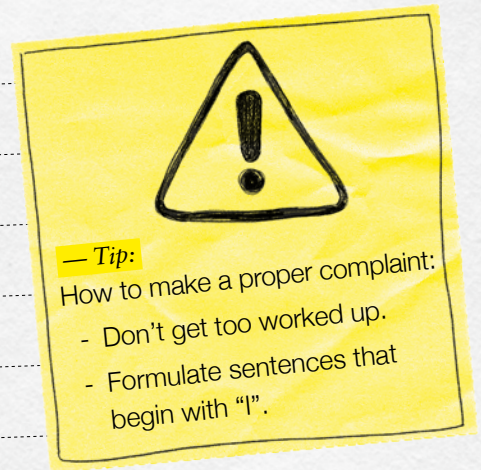 — Tip:
How to make a proper complaint:
- Don't get too worked up.
- Formulate sentences that
begin with “I”.